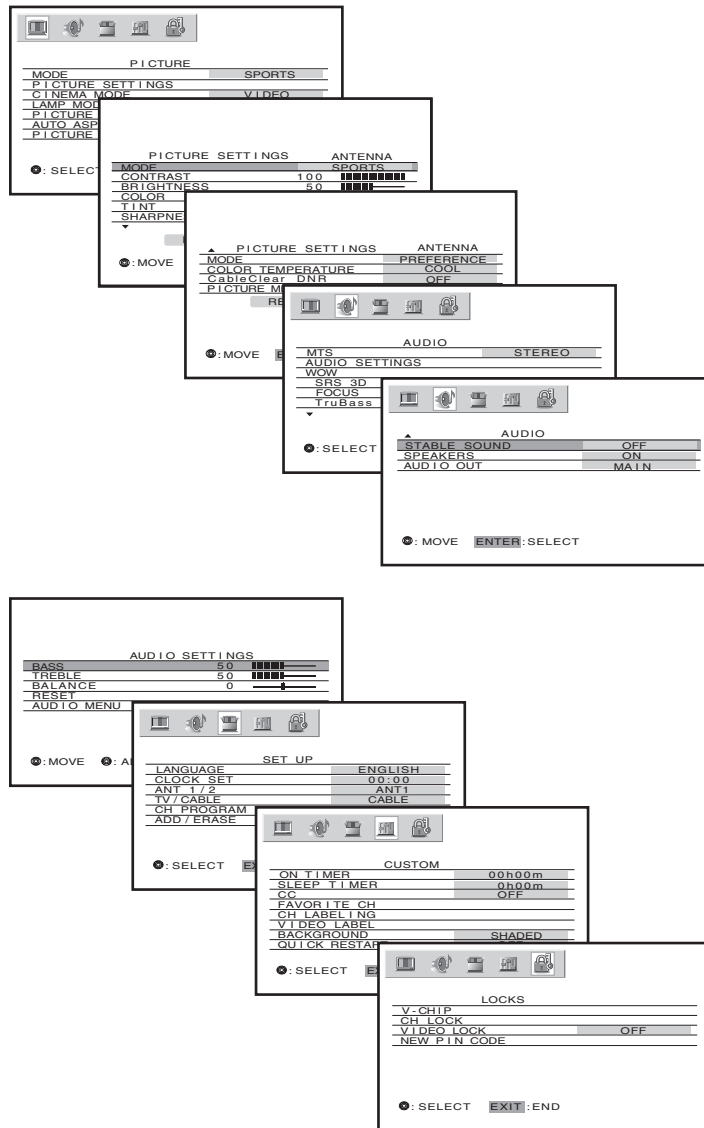 PICTURE
MODE SPORTS
PICTURE SETTINGS
CINEMA MODE VIDEO
LAMP MOD
PICTURE
AUTO ASP
PICTURE
: SELECT
PICTURE SETTINGS ANTENNA
MODE SPORTS
CONTRAST 100
BRIGHTNESS 50
COLOR
TINT
SHARPNE
: MOVE
PICTURE SETTINGS ANTENNA
MODE PREFERENCE
COLOR TEMPERATURE COOL
CableClear DNR OFF
PICTURE M
RE
: MOVE E
AUDIO
MTS STEREO
AUDIO SETTINGS
WOW
SRS 3D
FOCUS
TruBass
: SELECT
AUDIO
STABLE SOUND OFF
SPEAKERS ON
AUDIO OUT MAIN
: MOVE ENTER : SELECT
AUDIO SETTINGS
BASS 50
TREBLE 50
BALANCE 0
RESET
AUDIO MENU
: MOVE : A
SET UP
LANGUAGE ENGLISH
CLOCK SET 00:00
ANT 1/2 ANT1
TV/CABLE CABLE
CH PROGRAM
ADD/ERASE
: SELECT EX
CUSTOM
ON TIMER 00h00m
SLEEP TIMER 0h00m
CC OFF
FAVORITE CH
CH LABELING
VIDEO LABEL
BACKGROUND SHADED
QUICK RESTART
: SELECT E
LOCKS
V-CHIP
CH LOCK
VIDEO LOCK OFF
NEW PIN CODE
: SELECT EXIT : END